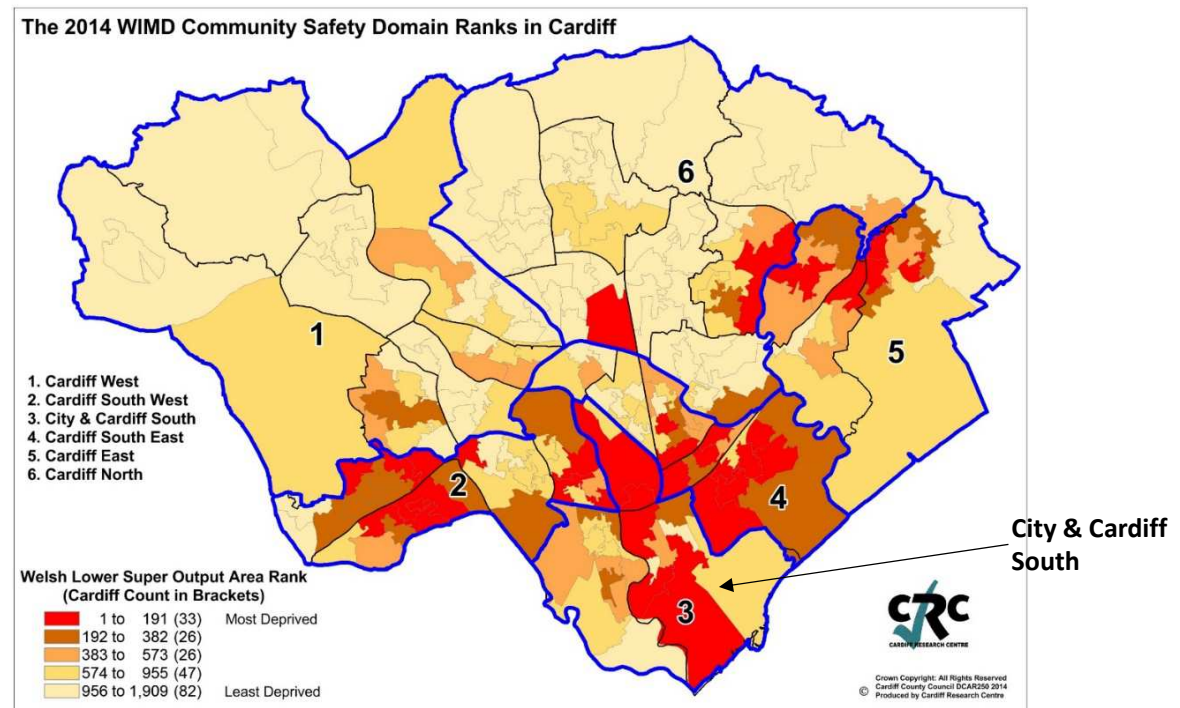 The 2014 WIMD Community Safety Domain Ranks in Cardiff
6
1
5
1. Cardiff West
2. Cardiff South West
3. City & Cardiff South
4. Cardiff South East
5. Cardiff East
6. Cardiff North
2
4
City & Cardiff
South
3
Welsh Lower Super Output Area Rank
(Cardiff Count in Brackets)
1 to 191 (33) Most Deprived
192 to 382 (26)
383 to 573 (26)
574 to 955 (47)
956 to 1,909 (82) Least Deprived
CRC
CARDIFF RESEARCH CENTRE
Crown Copyright: All Rights Reserved
© Cardiff County Council DCAR250 2014
Produced by Cardiff Research Centre